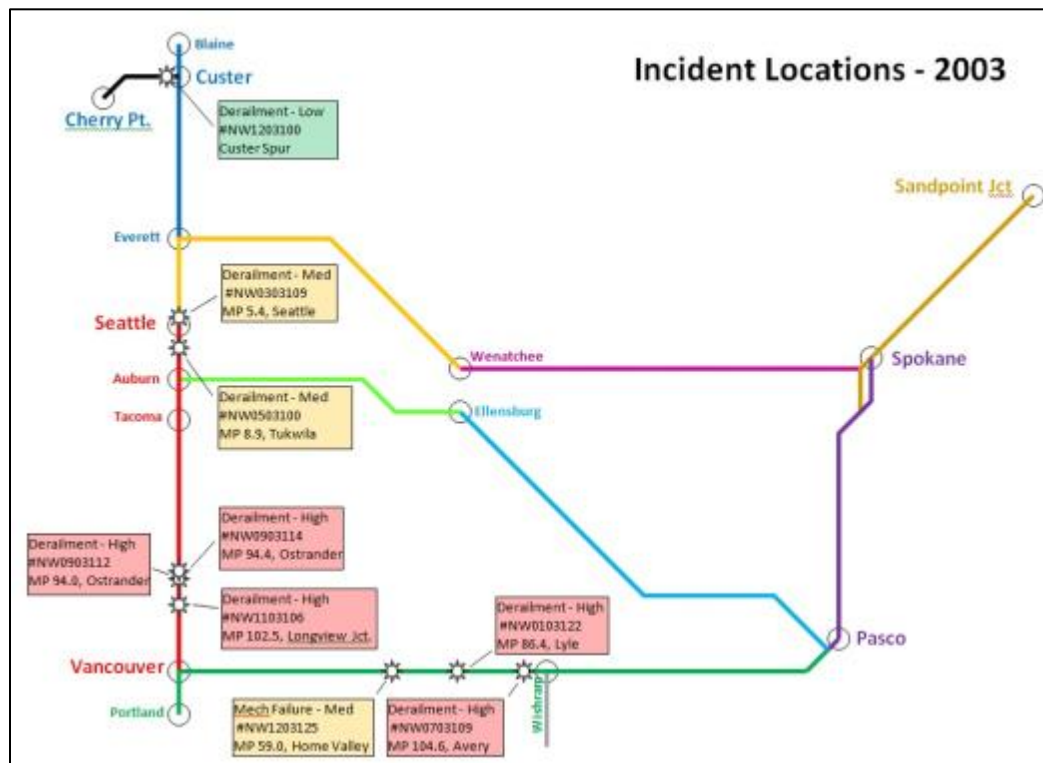 Incident Locations - 2003
Blaine
Custer
Cherry Pt.
Derailment - Low
#NW1203100
Custer Spur
Sandpoint Jct
Everett
Derailment - Med
#NW0303109
MP 5.4, Seattle
Seattle
Wenatchee
Spokane
Auburn
Derailment - Med
#NW0503100
MP 8.9, Tukwila
Tacoma
Ellensburg
Derailment - High
#NW0903114
MP 94.4, Ostrander
Derailment - High
#NW0903112
MP 94.0, Ostrander
Derailment - High
#NW1103106
MP 102.5, Longview Jct.
Derailment - High
#NW0103122
MP 86.4, Lyle
Pasco
Vancouver
Wishram
Portland
Mech Failure - Med
#NW1203125
MP 59.0, Home Valley
Derailment - High
#NW0703109
MP 104.6, Avery